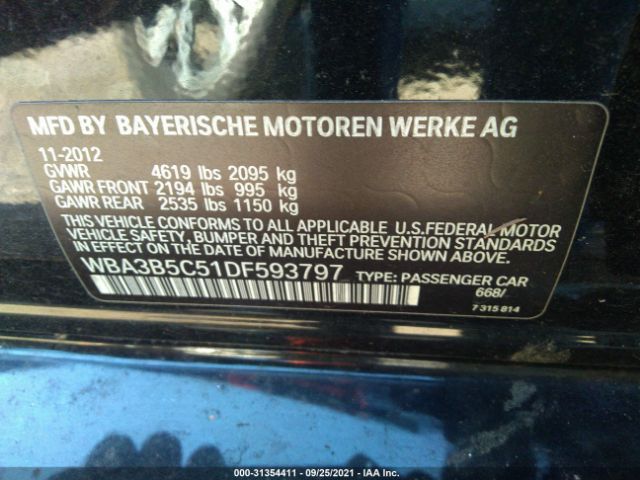 MFD BY BAYERISCHE MOTOREN WERKE AG
11-2012
GVWR 4619 lbs 2095 kg
GAWR FRONT 2194 lbs 995 kg
GAWR REAR 2535 lbs 1150 kg
THIS VEHICLE CONFORMS TO ALL APPLICABLE U.S.FEDERAL MOTOR
VEHICLE SAFETY, BUMPER AND THEFT PREVENTION STANDARDS
IN EFFECT ON THE DATE OF MANUFACTURE SHOWN ABOVE.
WBA3B5C51DF593797 TYPE: PASSENGER CAR
668/
7 315 814
000-31354411 - 09/25/2021 - IAA Inc.